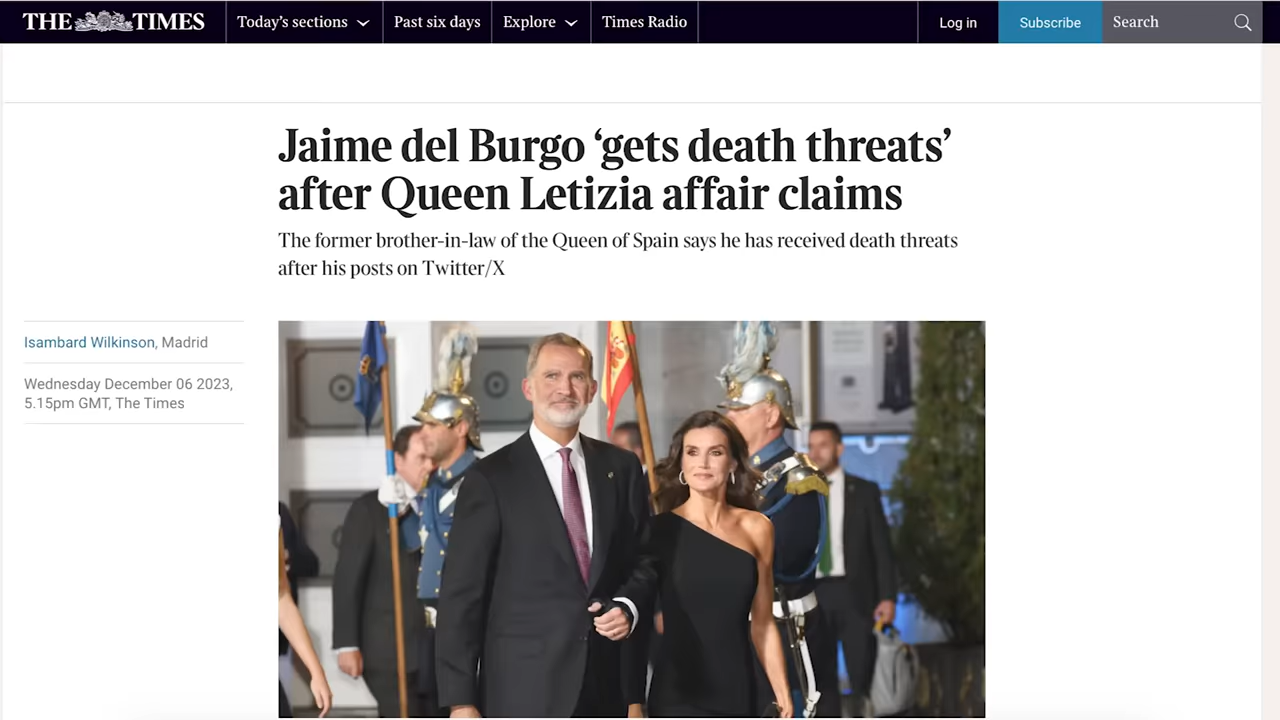 THE TIMES
Today's sections
Past six days
Explore
Times Radio
Log in
Subscribe
Search
Jaime del Burgo ‘gets death threats’
after Queen Letizia affair claims
The former brother-in-law of the Queen of Spain says he has received death threats
after his posts on Twitter/X
Isambard Wilkinson, Madrid
Wednesday December 06 2023,
5.15pm GMT, The Times